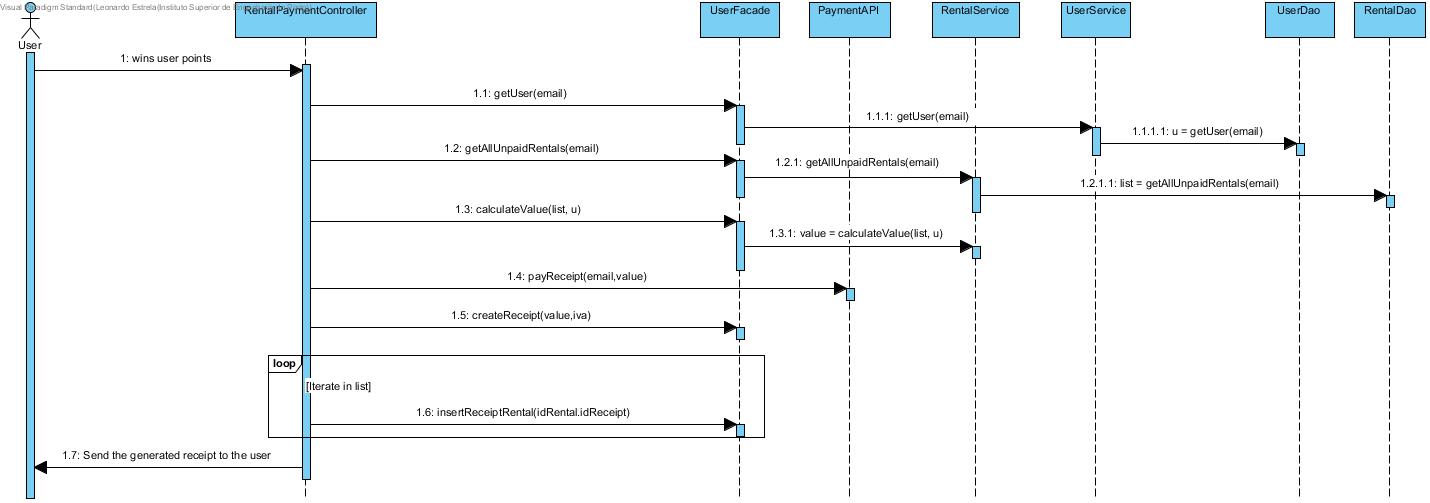 Visual Paradigm Standard(Leonardo Estrela(Instituto Superior de
RentalPaymentController
UserFacade
PaymentAPI
RentalService
UserService
UserDao
RentalDao
User
1: wins user points
1.1: getUser(email)
1.1.1: getUser(email)
1.1.1.1: u = getUser(email)
1.2: getAllUnpaidRentals(email)
1.2.1: getAllUnpaidRentals(email)
1.2.1.1: list = getAllUnpaidRentals(email)
1.3: calculateValue(list, u)
1.3.1: value = calculateValue(list, u)
1.4: payReceipt(email,value)
1.5: createReceipt(value,iva)
loop
[Iterate in list]
1.6: insertReceiptRental(idRental.idReceipt)
1.7: Send the generated receipt to the user